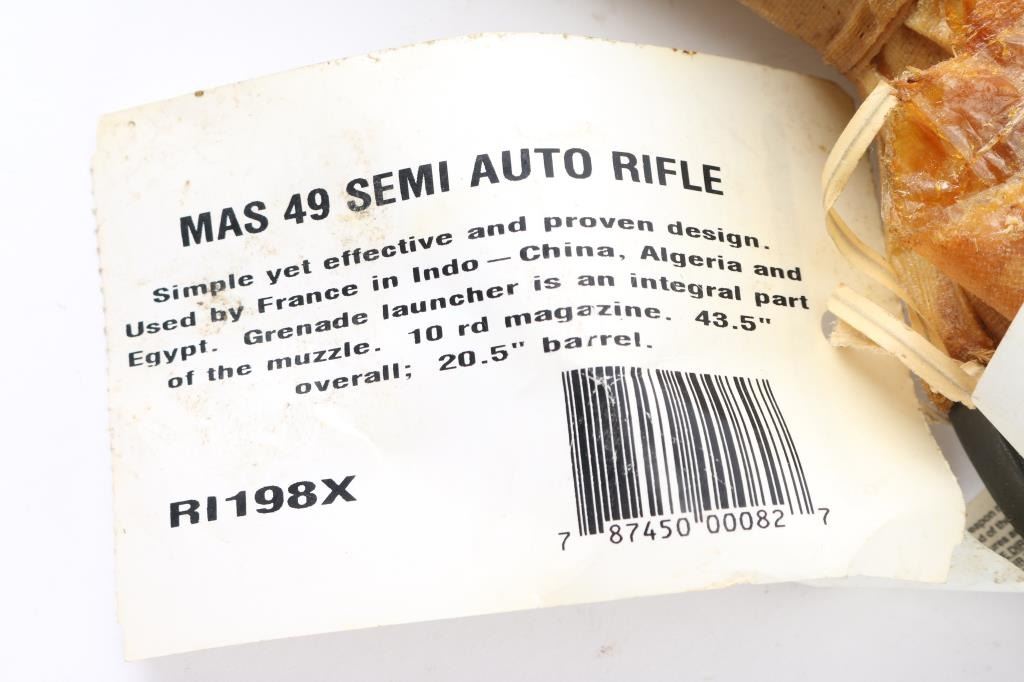 MAS 49 SEMI AUTO RIFLE
Simple yet effective and proven design.
Used by France in Indo – China, Algeria and
Egypt. Grenade launcher is an integral part
of the muzzle. 10 rd magazine. 43.5"
overall; 20.5" barrel.
RI198X
7 87450 00082 7